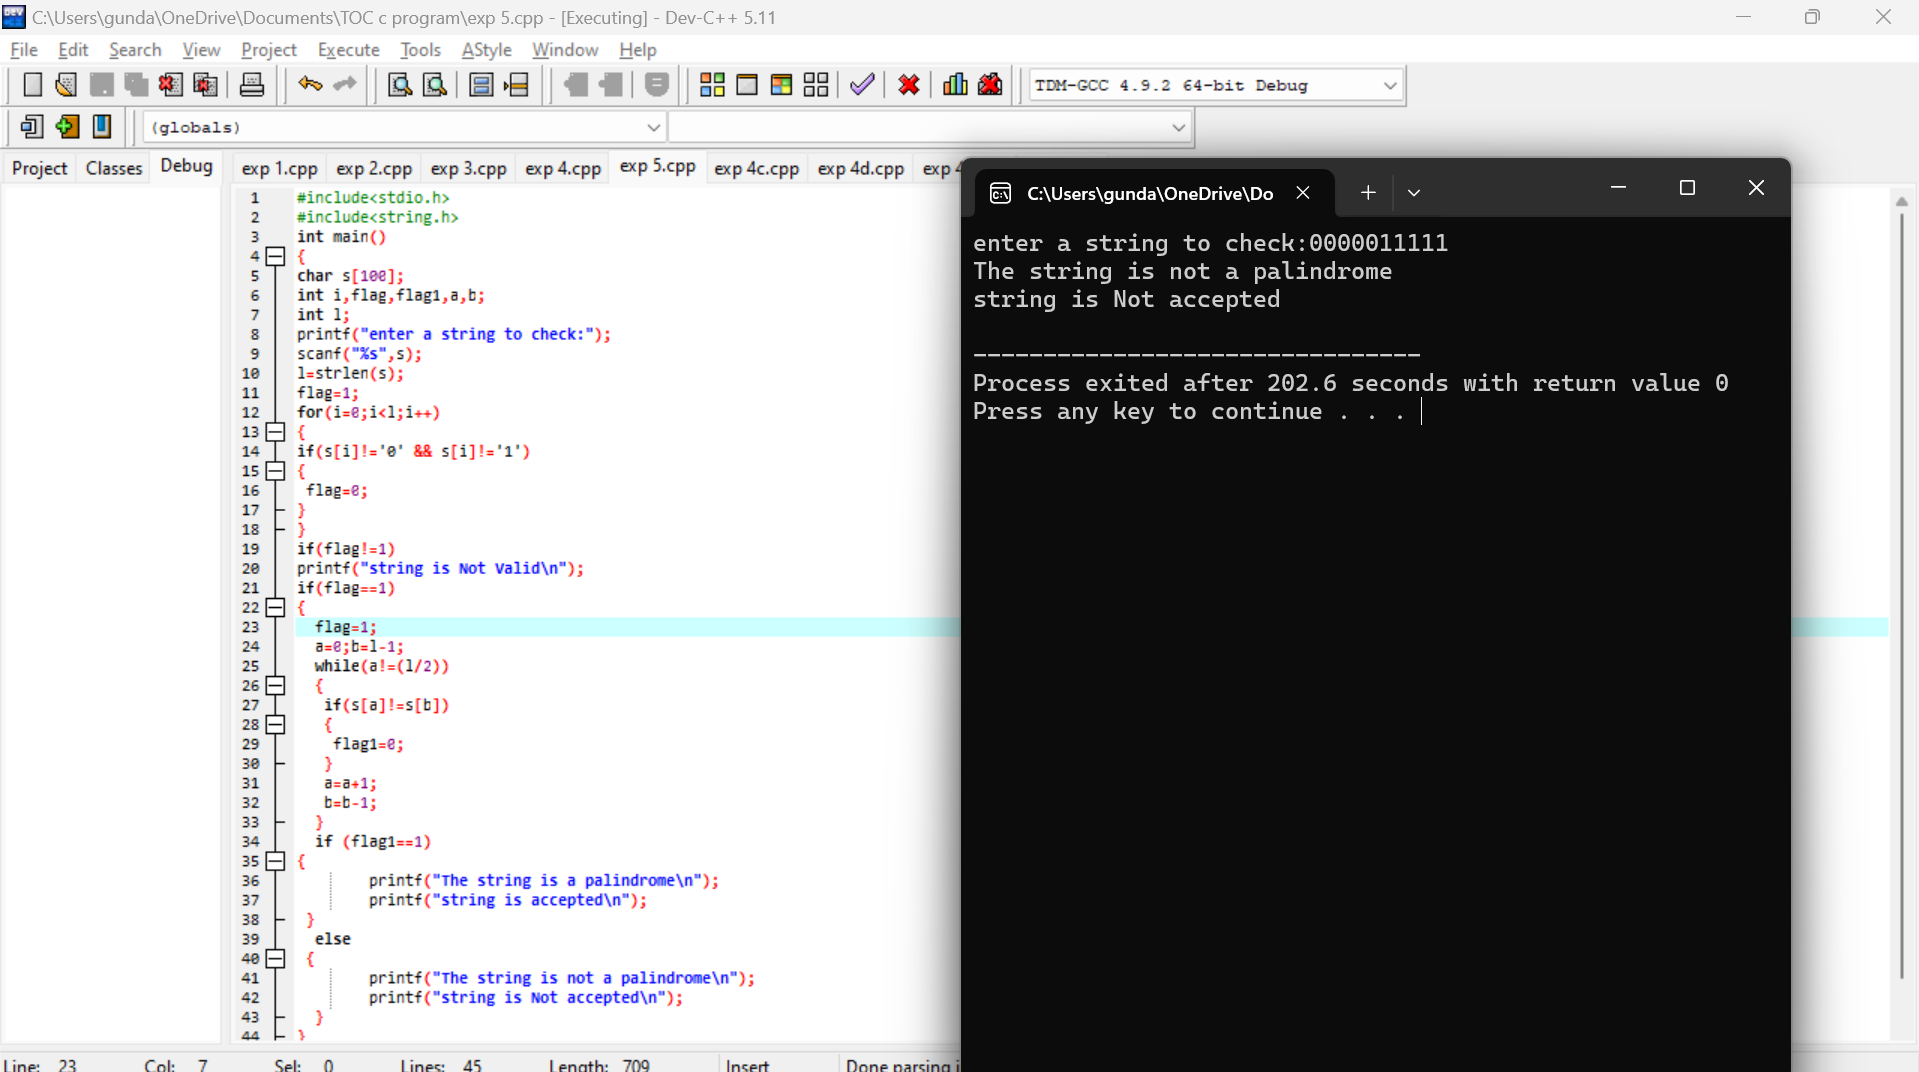 C:\Users\gunda\OneDrive\Documents\TOC c program\exp 5.cpp - [Executing] - Dev-C++ 5.11
File Edit Search View Project Execute Tools AStyle Window Help
TDM-GCC 4.9.2 64-bit Debug
(globals)
Project Classes Debug
exp 1.cpp exp 2.cpp exp 3.cpp exp 4.cpp exp 5.cpp exp 4c.cpp exp 4d.cpp exp 4
1 #include<stdio.h>
2 #include<string.h>
3 int main()
4 {
5 char s[100];
6 int i,flag,flag1,a,b;
7 int l;
8 printf("enter a string to check:");
9 scanf("%s",s);
10 l=strlen(s);
11 flag=1;
12 for(i=0;i<l;i++)
13 {
14 if(s[i]!='0' && s[i]!='1')
15 {
16 flag=0;
17 }
18 }
19 if(flag!=1)
20 printf("string is Not Valid\n");
21 if(flag==1)
22 {
23 flag=1;
24 a=0;b=l-1;
25 while(a!=(l/2))
26 {
27 if(s[a]!=s[b])
28 {
29 flag1=0;
30 }
31 a=a+1;
32 b=b-1;
33 }
34 if (flag1==1)
35 {
36 printf("The string is a palindrome\n");
37 printf("string is accepted\n");
38 }
39 else
40 {
41 printf("The string is not a palindrome\n");
42 printf("string is Not accepted\n");
43 }
44 }
C:\Users\gunda\OneDrive\Do
enter a string to check:0000011111
The string is not a palindrome
string is Not accepted
--------------------------------
Process exited after 202.6 seconds with return value 0
Press any key to continue . . .
Line: 23 Col: 7 Sel: 0 Lines: 45 Length: 709 Insert Done parsing i